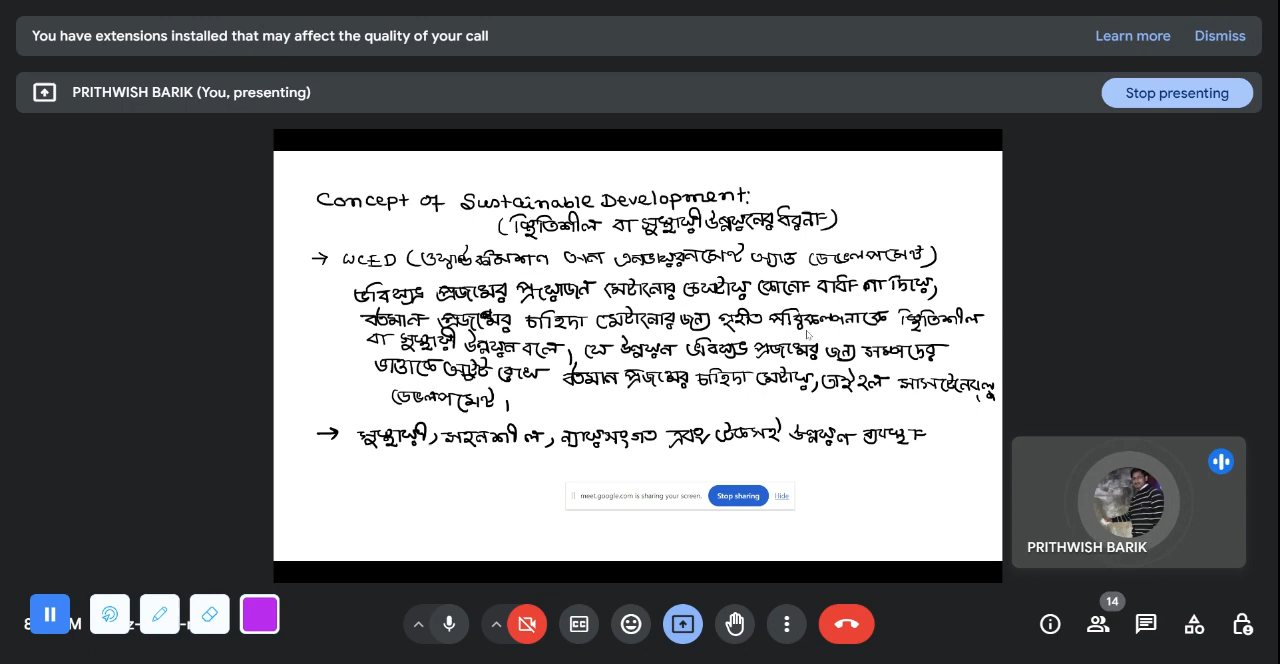 You have extensions installed that may affect the quality of your call
Learn more
Dismiss
PRITHWISH BARIK (You, presenting)
Stop presenting
Concept of Sustainable Development:
(স্থিতিশীল বা সুস্থায়ী উন্নয়নের ধারনা)
→ WCED (ওয়ার্ল্ড কমিশন অন এনভায়রনমেন্ট অ্যান্ড ডেভেলপমেন্ট)
ভবিষ্যৎ প্রজন্মের প্রয়োজন মেটানোর ক্ষেত্রে কোনো বাধা না দিয়ে,
বর্তমান প্রজন্মের চাহিদা মেটানোর জন্য গৃহীত পরিকল্পনাকে স্থিতিশীল
বা সুস্থায়ী উন্নয়ন বলে। যে উন্নয়ন ভবিষ্যৎ প্রজন্মের জন্য সম্পদের
ভান্ডারকে অটুট রেখে বর্তমান প্রজন্মের চাহিদা মেটায়, তাই হল সাসটেনেবল
ডেভেলপমেন্ট।
→ সুস্থায়ী, সহনশীল, ন্যায়সংগত এবং টেকসই উন্নয়ন ব্যবস্থা
meet.google.com is sharing your screen.
Stop sharing
Hide
PRITHWISH BARIK
14